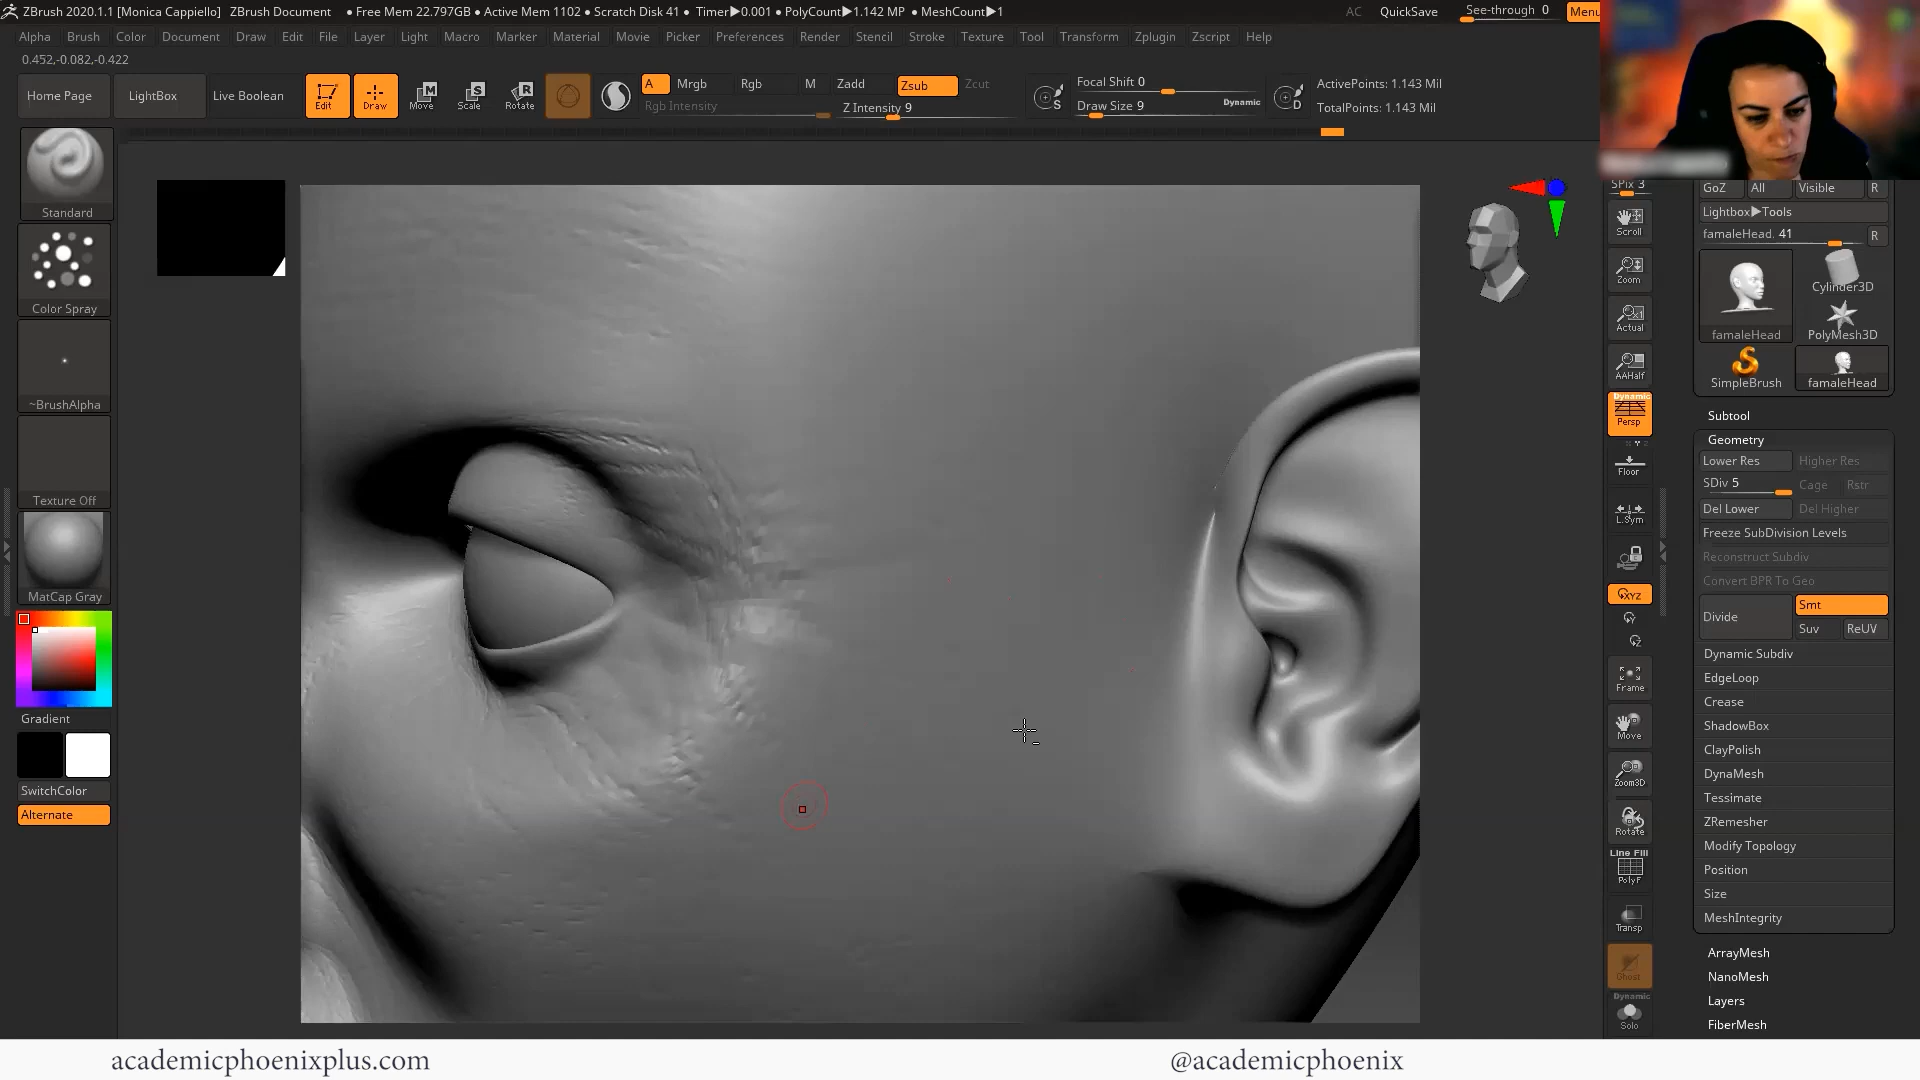 ZBrush 2020.1.1 [Monica Cappiello] ZBrush Document ● Free Mem 22.797GB ● Active Mem 1102 ● Scratch Disk 41 ● Timer▶0.001 ● PolyCount▶1.142 MP ● MeshCount▶1 AC QuickSave See-through 0 Menu
Alpha Brush Color Document Draw Edit File Layer Light Macro Marker Material Movie Picker Preferences Render Stencil Stroke Texture Tool Transform Zplugin Zscript Help
0.452,-0.082,-0.422
Home Page LightBox Live Boolean Edit Draw Move Scale Rotate
A Mrgb Rgb M Zadd Zsub Zcut
Rgb Intensity Z Intensity 9
Focal Shift 0
Draw Size 9 Dynamic
ActivePoints: 1.143 Mil
TotalPoints: 1.143 Mil
Standard
Color Spray
~BrushAlpha
Texture Off
MatCap Gray
Gradient
SwitchColor
Alternate
SPix 3
Scroll
Zoom
Actual
AAHalf
Dynamic
Persp
Floor
L.Sym
XYZ
Frame
Move
Zoom3D
Rotate
Line Fill
PolyF
Transp
Ghost
Dynamic
Solo
GoZ All Visible R
Lightbox▶Tools
famaleHead. 41 R
famaleHead
Cylinder3D
PolyMesh3D
SimpleBrush
famaleHead
Subtool
Geometry
Lower Res Higher Res
SDiv 5 Cage Rstr
Del Lower Del Higher
Freeze SubDivision Levels
Reconstruct Subdiv
Convert BPR To Geo
Divide Smt
Suv ReUV
Dynamic Subdiv
EdgeLoop
Crease
ShadowBox
ClayPolish
DynaMesh
Tessimate
ZRemesher
Modify Topology
Position
Size
MeshIntegrity
ArrayMesh
NanoMesh
Layers
FiberMesh
academicphoenixplus.com @academicphoenix